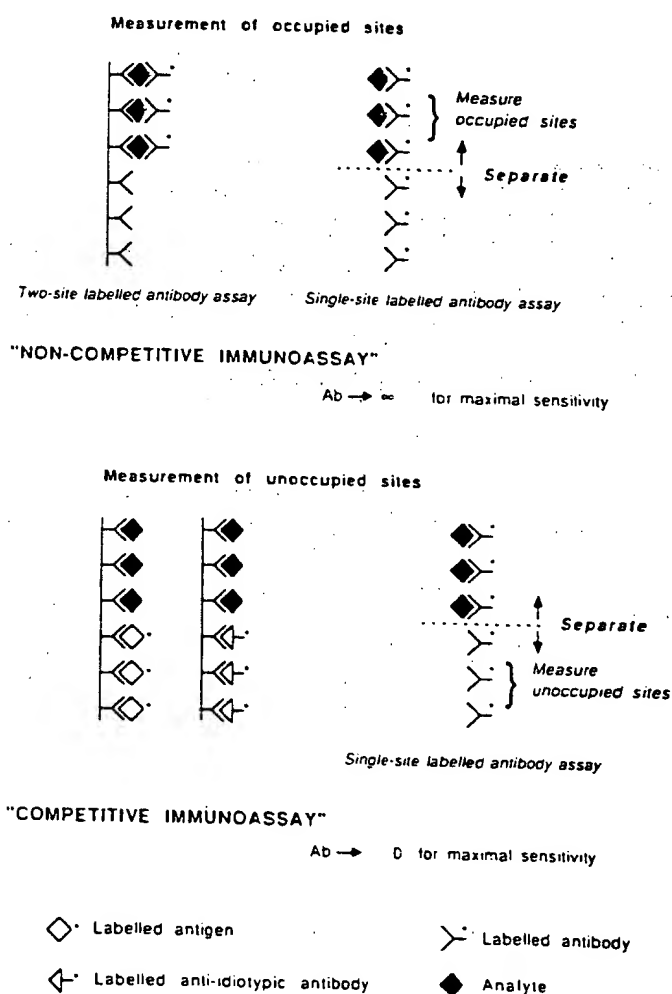 Measurement of occupied sites
Measure
occupied sites
Separate
Two-site labelled antibody assay
Single-site labelled antibody assay
"NON-COMPETITIVE IMMUNOASSAY"
Ab → ∞ for maximal sensitivity
Measurement of unoccupied sites
Separate
Measure
unoccupied sites
Single-site labelled antibody assay
"COMPETITIVE IMMUNOASSAY"
Ab → 0 for maximal sensitivity
Labelled antigen
Labelled antibody
Labelled anti-idiotypic antibody
Analyte